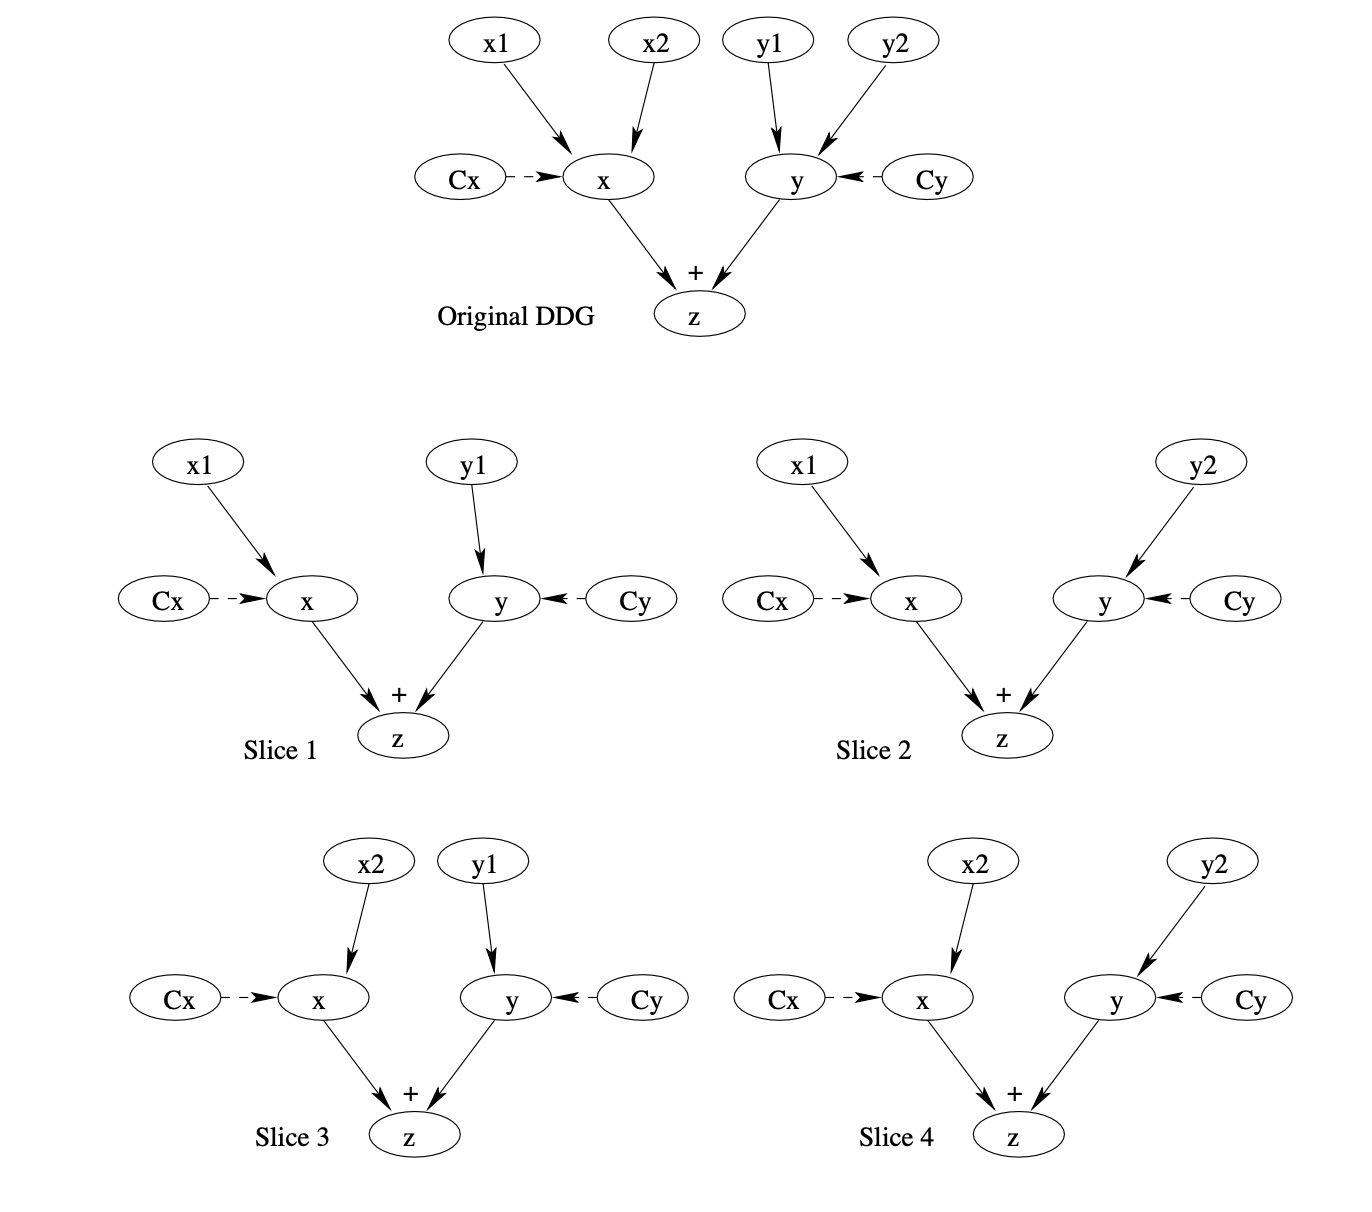 x1 x2 y1 y2
Cx x y Cy
+
Original DDG z
x1 y1 x1 y2
Cx x y Cy Cx x y Cy
+ +
z z
Slice 1 Slice 2
x2 y1 x2 y2
Cx x y Cy Cx x y Cy
+ +
Slice 3 z Slice 4 z